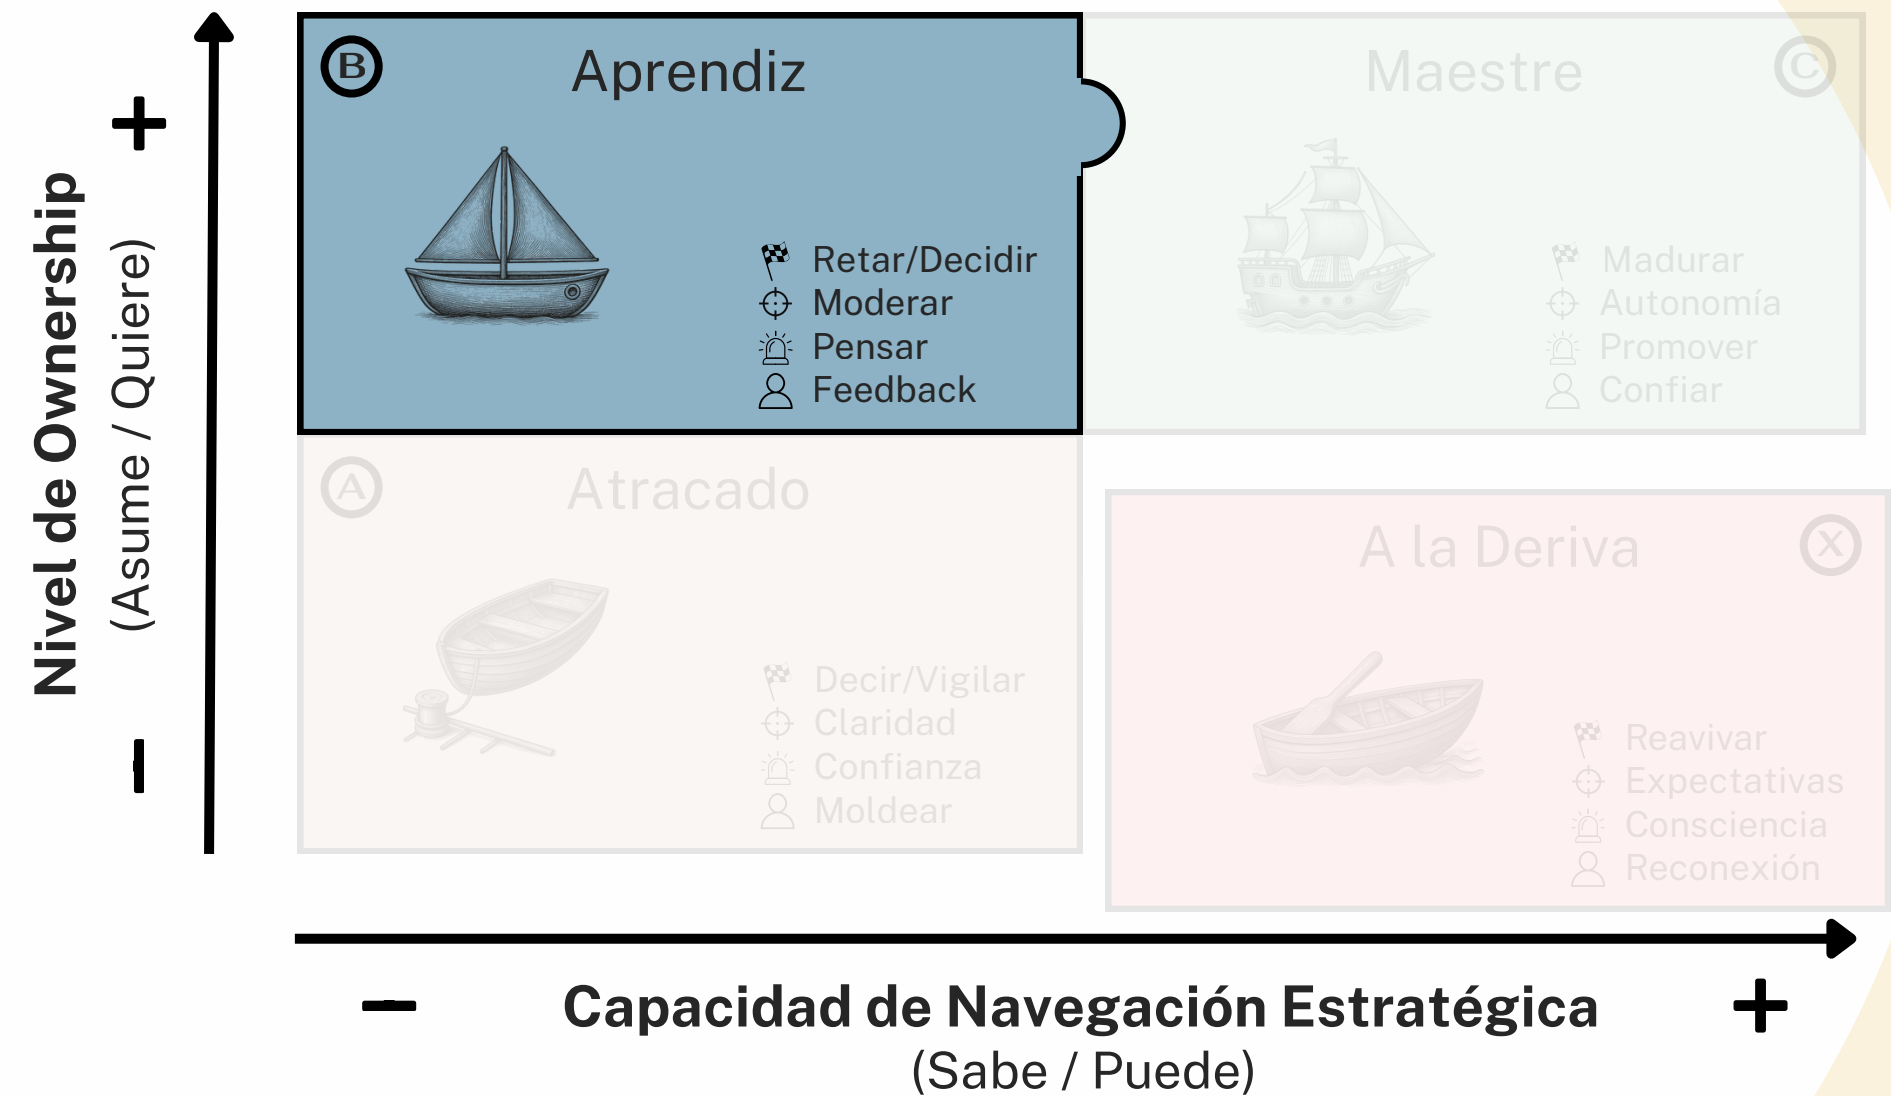 Nivel de Ownership
(Asume / Quiere)
+
–
B
Aprendiz
Retar/Decidir
Moderar
Pensar
Feedback
C
Maestre
Madurar
Autonomía
Promover
Confiar
A
Atracado
Decir/Vigilar
Claridad
Confianza
Moldear
X
A la Deriva
Reavivar
Expectativas
Consciencia
Reconexión
–
Capacidad de Navegación Estratégica
+
(Sabe / Puede)